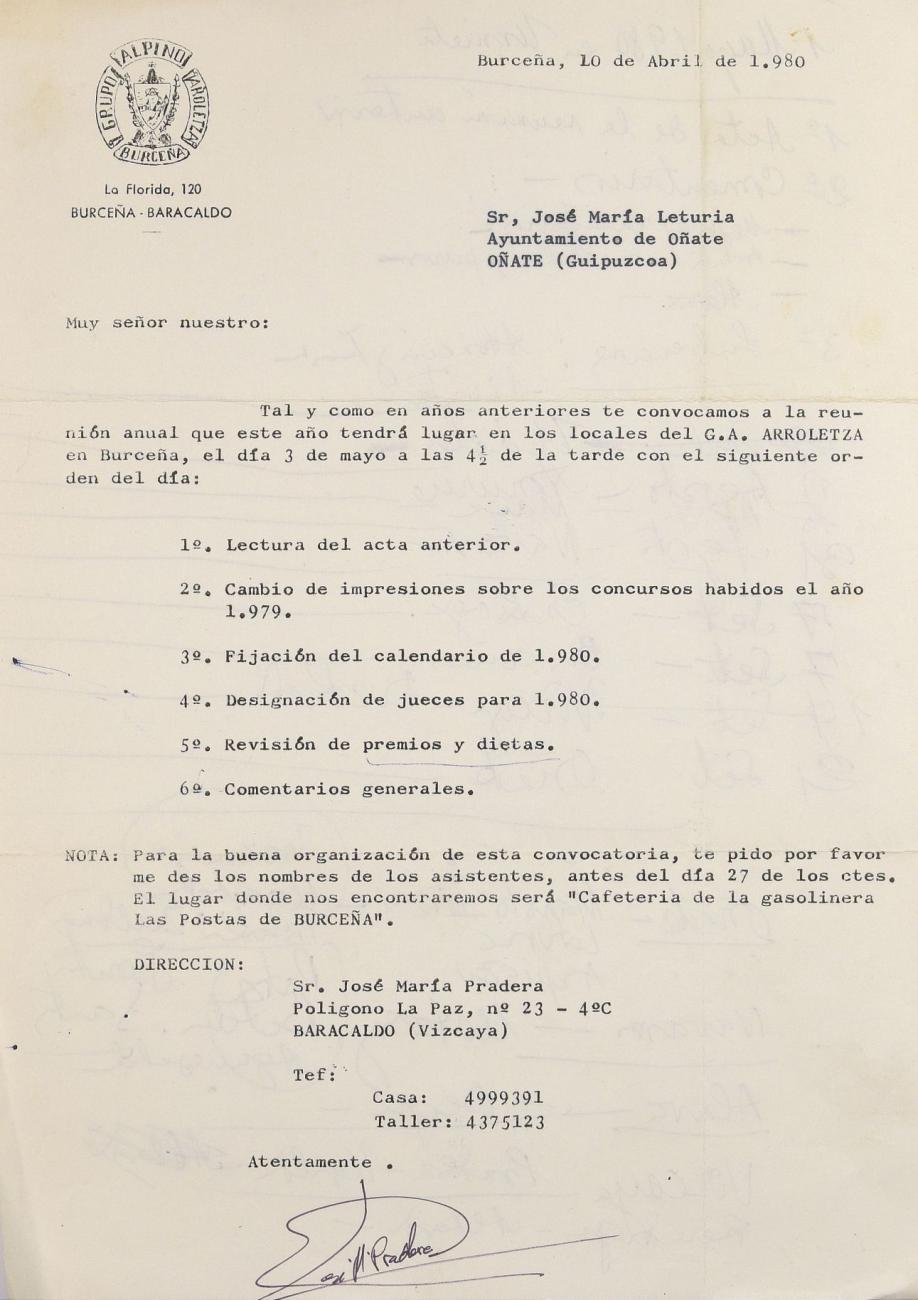 GRUPO ALPINO ARROLETZA
BURCEÑA
Burceña, 10 de Abril de 1.980
La Florida, 120
BURCEÑA - BARACALDO
Sr, José María Leturia
Ayuntamiento de Oñate
OÑATE (Guipuzcoa)
Muy señor nuestro:
Tal y como en años anteriores te convocamos a la reu-
nión anual que este año tendrá lugar en los locales del G.A. ARROLETZA
en Burceña, el día 3 de mayo a las 4½ de la tarde con el siguiente or-
den del día:
1º. Lectura del acta anterior.
2º. Cambio de impresiones sobre los concursos habidos el año
1.979.
3º. Fijación del calendario de 1.980.
4º. Designación de jueces para 1.980.
5º. Revisión de premios y dietas.
6º. Comentarios generales.
NOTA: Para la buena organización de esta convocatoria, te pido por favor
me des los nombres de los asistentes, antes del día 27 de los ctes.
El lugar donde nos encontraremos será "Cafeteria de la gasolinera
Las Postas de BURCEÑA".
DIRECCION:
Sr. José María Pradera
Poligono La Paz, nº 23 - 4ºC
BARACALDO (Vizcaya)
Tef:
Casa: 4999391
Taller: 4375123
Atentamente .
José Mª Pradera